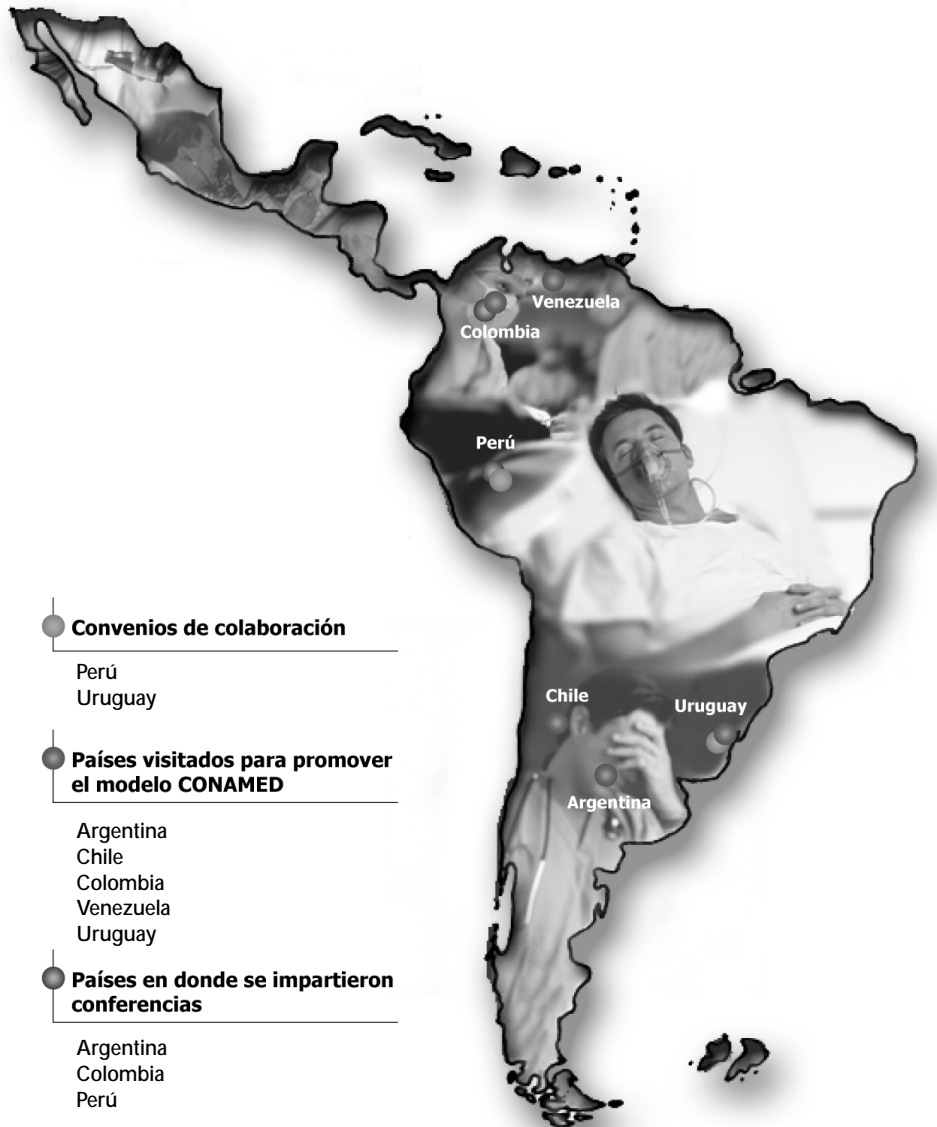 Venezuela
Colombia
Perú
Convenios de colaboración
Perú
Uruguay
Chile
Uruguay
Países visitados para promover
el modelo CONAMED
Argentina
Argentina
Chile
Colombia
Venezuela
Uruguay
Países en donde se impartieron
conferencias
Argentina
Colombia
Perú